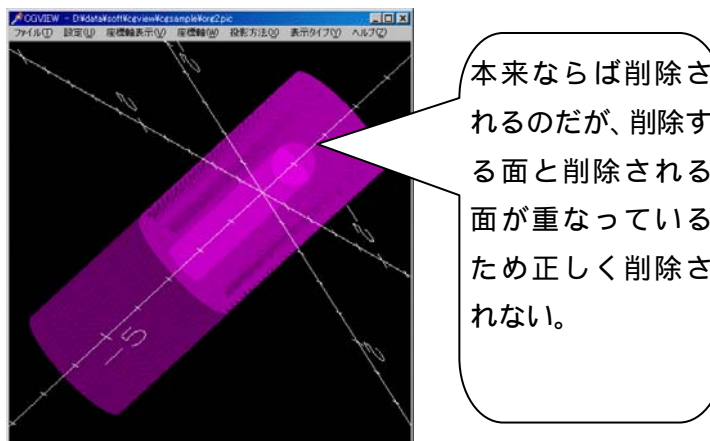 CGVIEW - D:¥data¥soft¥cgview¥cgsample¥org2.pic
ファイル(T) 設定(U) 座標軸表示(V) 座標軸(W) 投影方法(X) 表示タイプ(Y) ヘルプ(Z)
-5
本来ならば削除さ
れるのだが、削除す
る面と削除される
面が重なっている
ため正しく削除さ
れない。